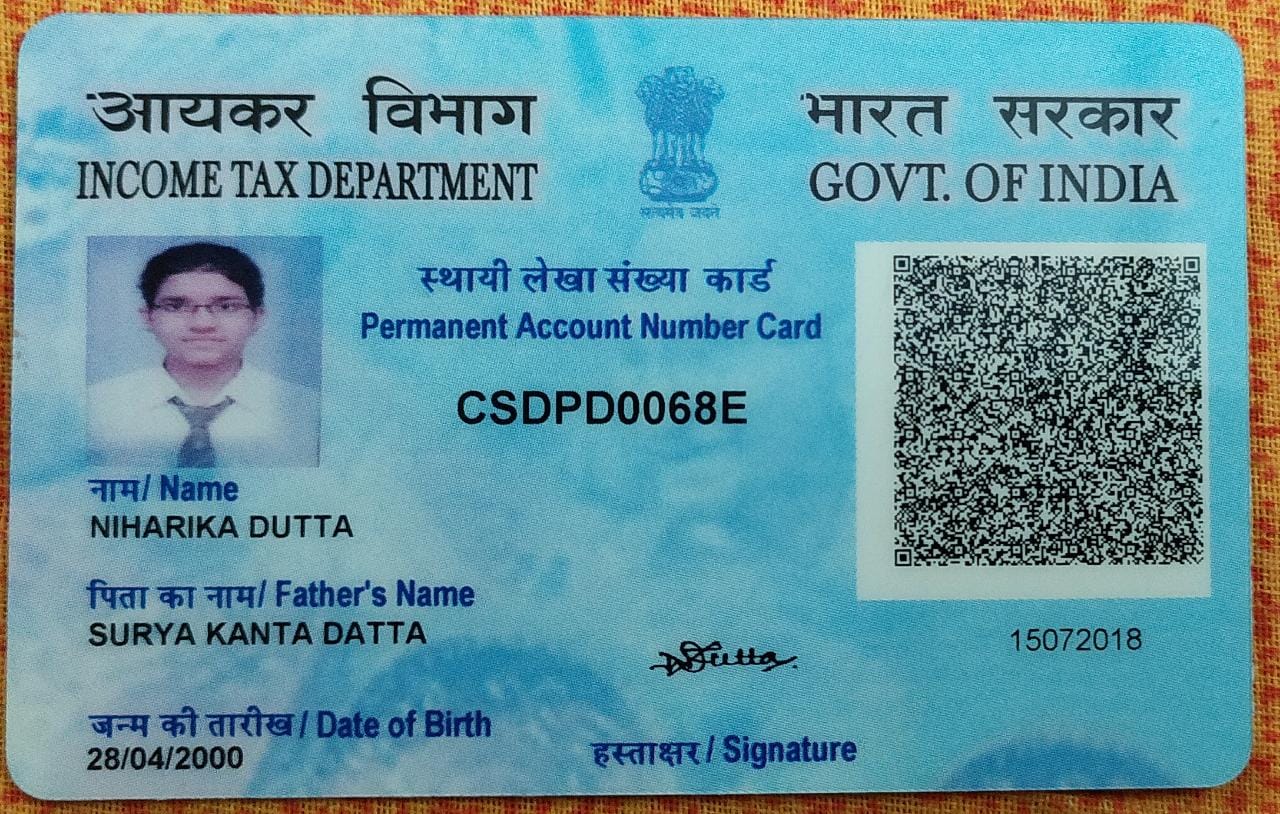 आयकर विभाग
INCOME TAX DEPARTMENT
सत्यमेव जयते
भारत सरकार
GOVT. OF INDIA
स्थायी लेखा संख्या कार्ड
Permanent Account Number Card
CSDPD0068E
नाम/ Name
NIHARIKA DUTTA
पिता का नाम/ Father's Name
SURYA KANTA DATTA
15072018
NDutta
जन्म की तारीख / Date of Birth
28/04/2000
हस्ताक्षर / Signature